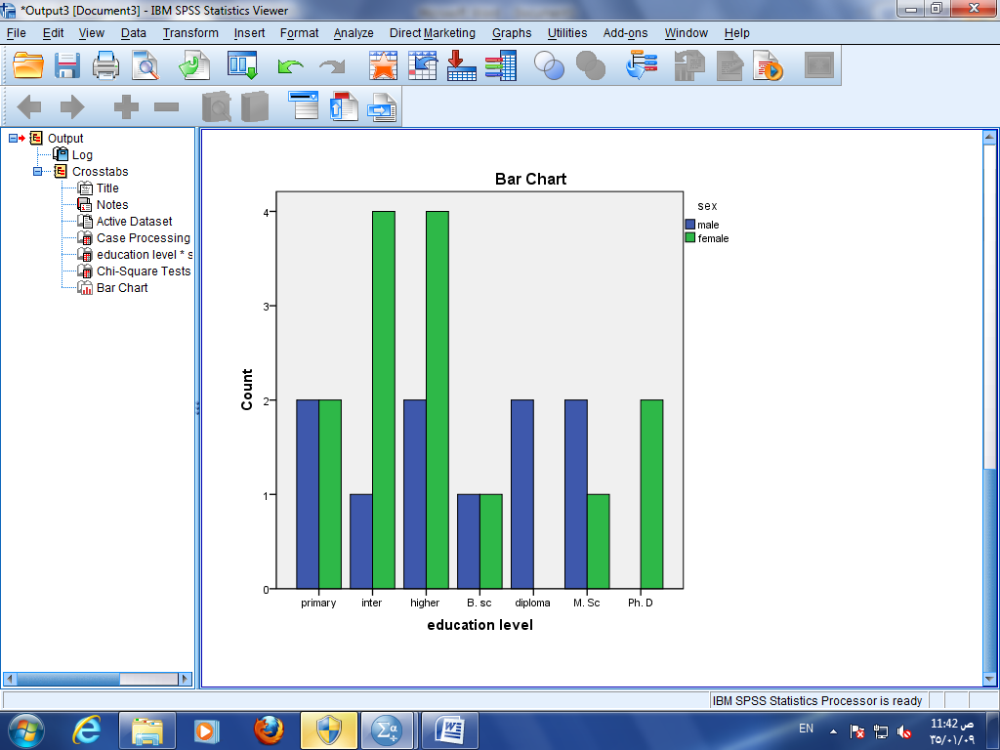 *Output3 [Document3] - IBM SPSS Statistics Viewer
File Edit View Data Transform Insert Format Analyze Direct Marketing Graphs Utilities Add-ons Window Help
Output
Log
Crosstabs
Title
Notes
Active Dataset
Case Processing
education level * s
Chi-Square Tests
Bar Chart
Bar Chart
sex
male
female
4
3
2
1
0
Count
primary inter higher B. sc diploma M. Sc Ph. D
education level
IBM SPSS Statistics Processor is ready
EN
11:42 ص
٣٥/٠١/٠٩